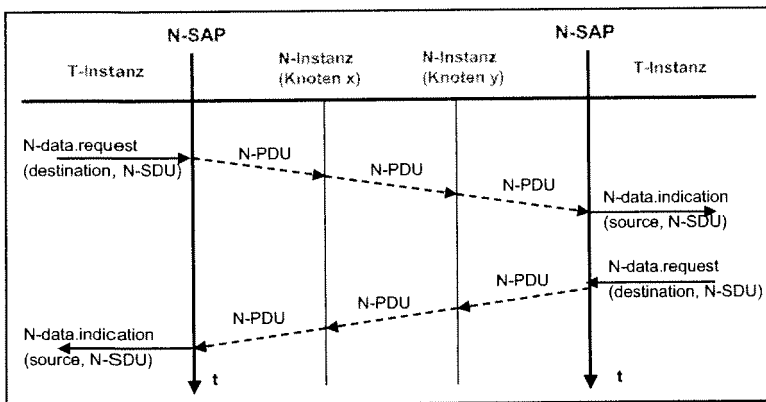 N-SAP
N-SAP
T-Instanz
N-Instanz
(Knoten x)
N-Instanz
(Knoten y)
T-Instanz
N-data.request
(destination, N-SDU)
N-PDU
N-PDU
N-PDU
N-data.indication
(source, N-SDU)
N-data.request
(destination, N-SDU)
N-PDU
N-PDU
N-PDU
N-data.indication
(source, N-SDU)
t
t